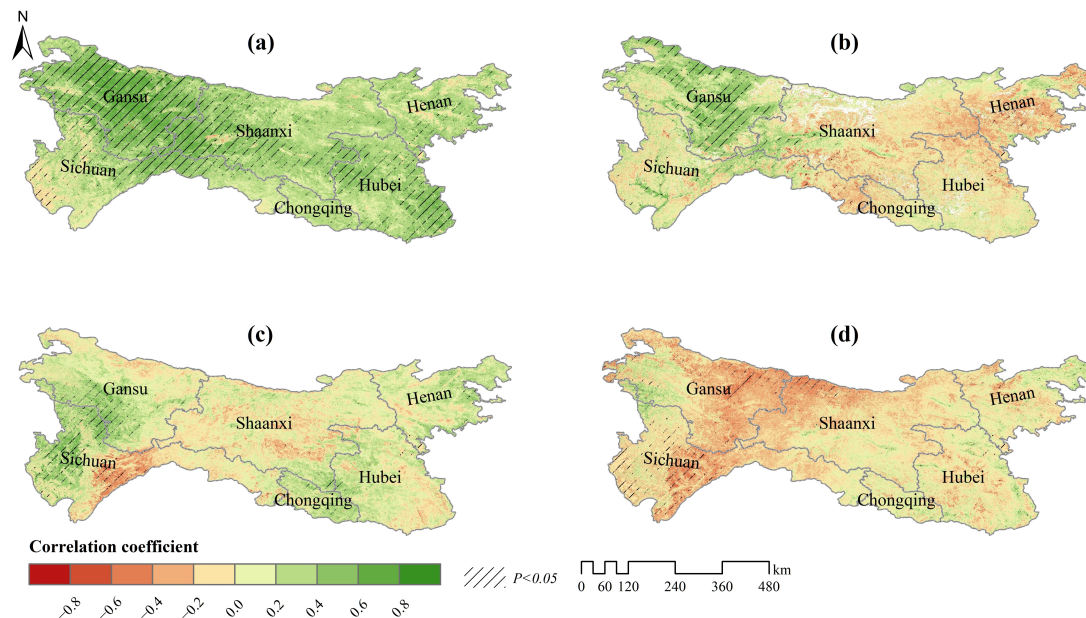 N
(a)
Gansu
Shaanxi
Henan
Sichuan
Hubei
Chongqing
(b)
Gansu
Shaanxi
Henan
Sichuan
Hubei
Chongqing
(c)
Gansu
Shaanxi
Henan
Sichuan
Hubei
Chongqing
(d)
Gansu
Shaanxi
Henan
Sichuan
Hubei
Chongqing
Correlation coefficient
−0.8 −0.6 −0.4 −0.2 0.0 0.2 0.4 0.6 0.8
P<0.05
km
0 60 120 240 360 480